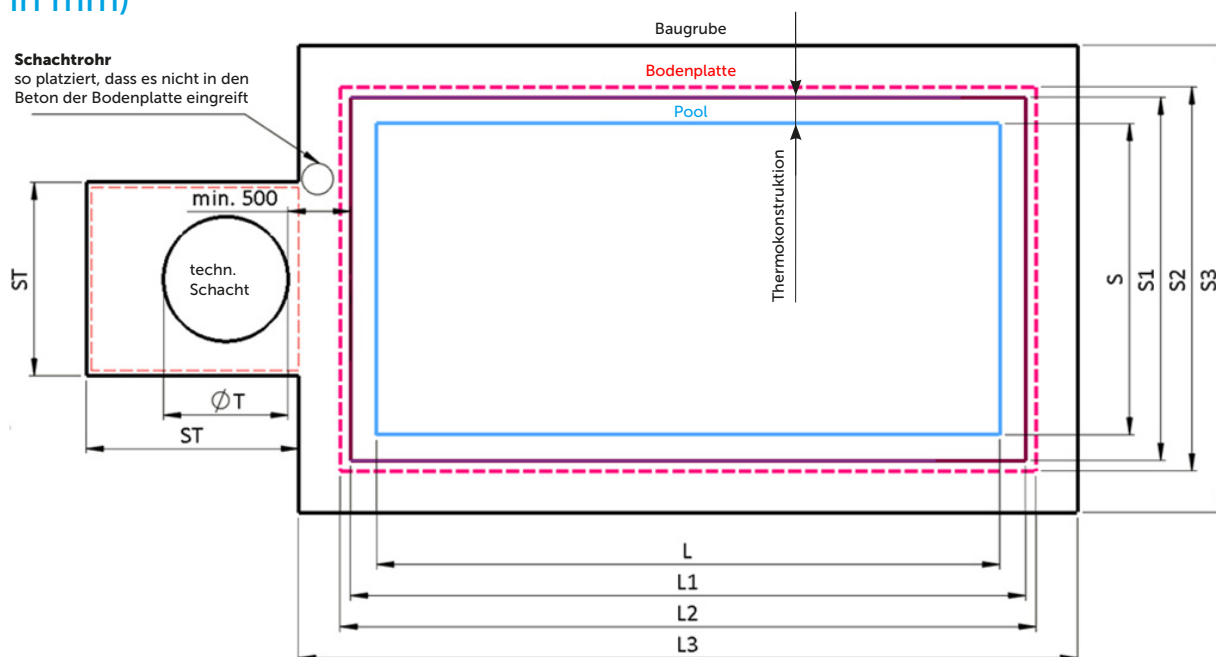 in mm)
Schachtrohr
so platziert, dass es nicht in den
Beton der Bodenplatte eingreift
Baugrube
Bodenplatte
Pool
Thermokonstruktion
min. 500
techn.
Schacht
ST
ØT
ST
S
S1
S2
S3
L
L1
L2
L3